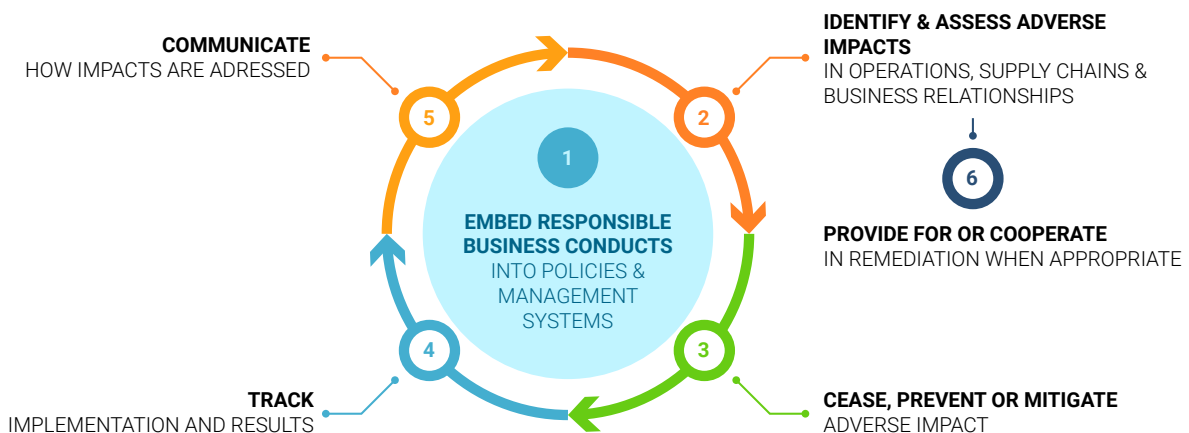 COMMUNICATE
HOW IMPACTS ARE ADRESSED
5
1
EMBED RESPONSIBLE
BUSINESS CONDUCTS
INTO POLICIES &
MANAGEMENT
SYSTEMS
2
IDENTIFY & ASSESS ADVERSE
IMPACTS
IN OPERATIONS, SUPPLY CHAINS &
BUSINESS RELATIONSHIPS
6
PROVIDE FOR OR COOPERATE
IN REMEDIATION WHEN APPROPRIATE
3
CEASE, PREVENT OR MITIGATE
ADVERSE IMPACT
4
TRACK
IMPLEMENTATION AND RESULTS